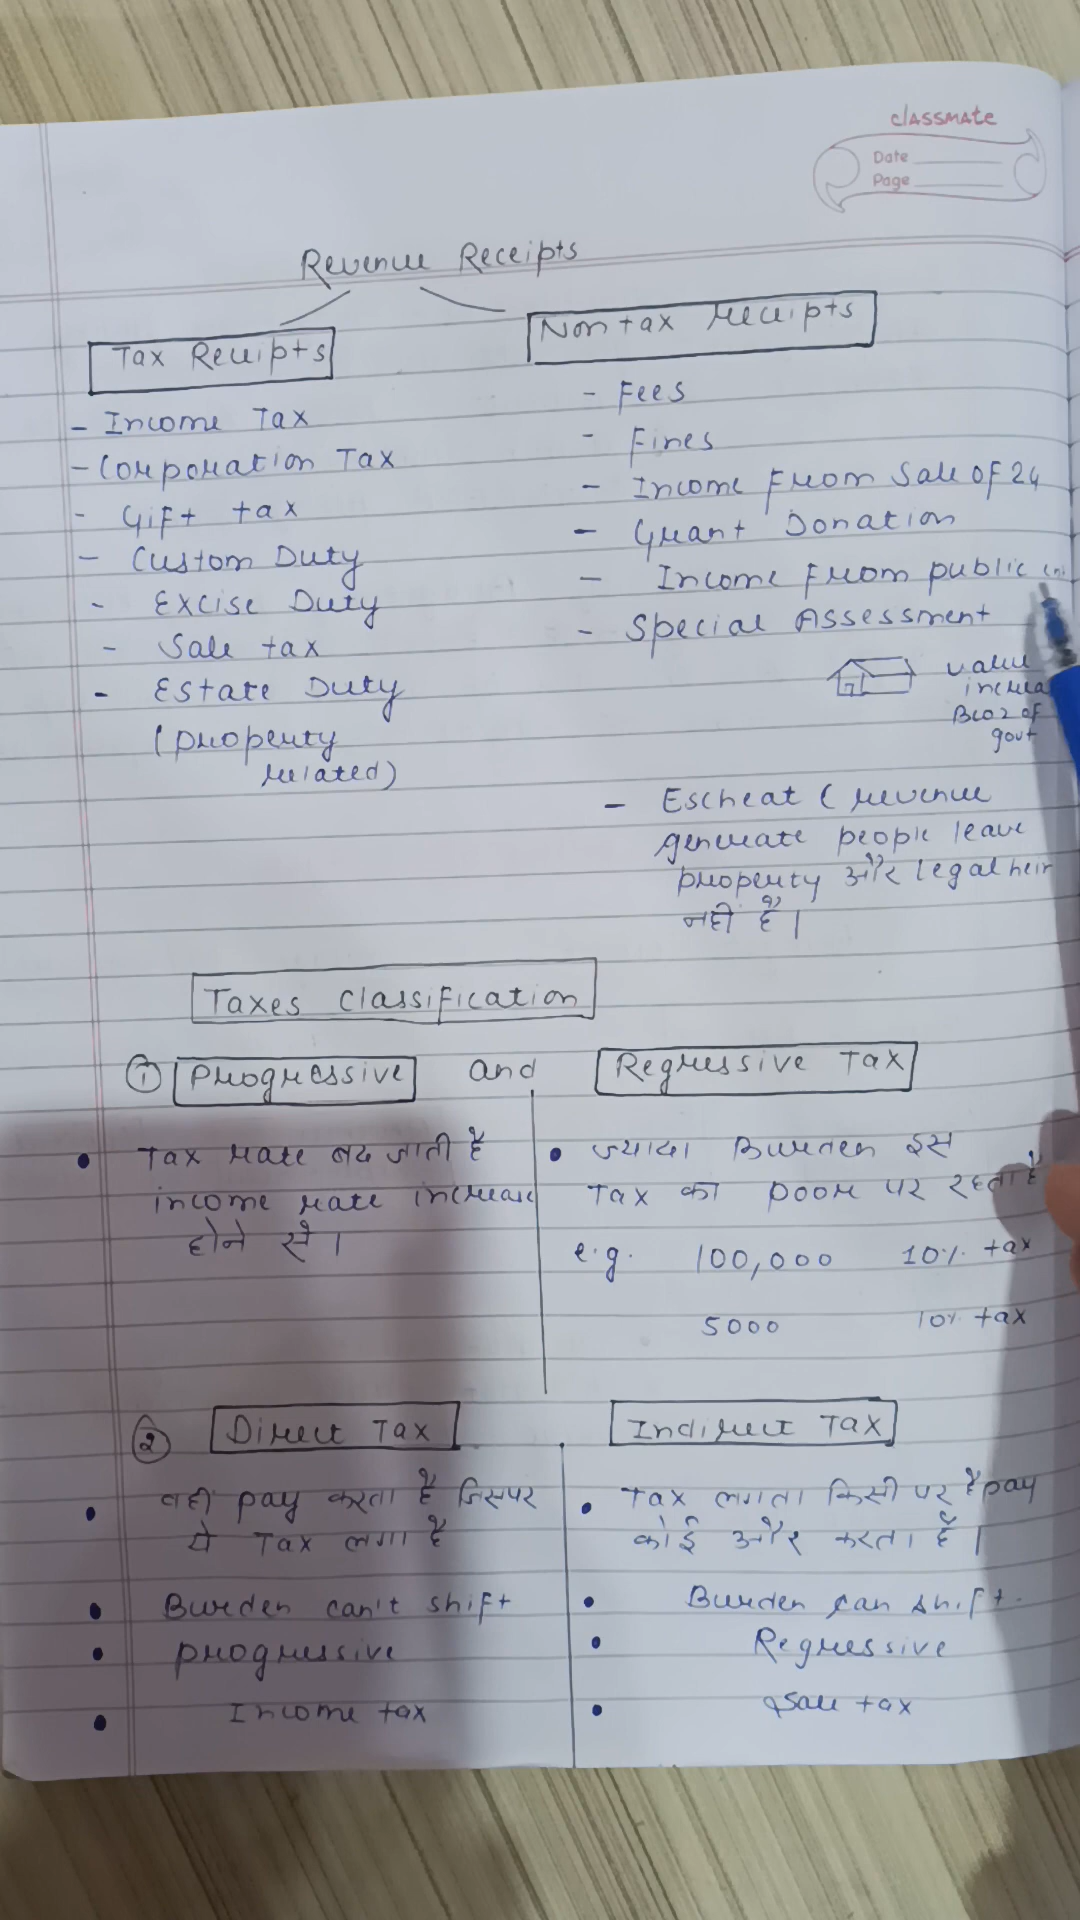 classmate
Date
Page
Revenue Receipts
Tax Receipts
Non tax receipts
- Income Tax
- Corporation Tax
- Gift tax
- Custom Duty
- Excise Duty
- Sale tax
- Estate Duty
(property
related)
- Fees
- Fines
- Income From Sale of 24
- Grant Donation
- Income From public
- Special Assessment
value
increa
Bcoz of
govt
- Escheat (revenue
generate people leave
property और legal heir
नही है।
Taxes Classification
① Progressive and Regressive Tax
• Tax rate बढ जाती है
income rate increase
होने से।
• ज्यादा Burden इस
Tax का poor पर रहता है
e.g. 100,000 10% tax
5000 10% tax
② Direct Tax
Indirect Tax
• वही pay करता है जिसपर
ये Tax लगा है
• Burden can't shift
• progressive
• Income tax
• Tax लगता किसी पर है pay
कोई और करता है।
• Burden can shift.
• Regressive
• Sale tax